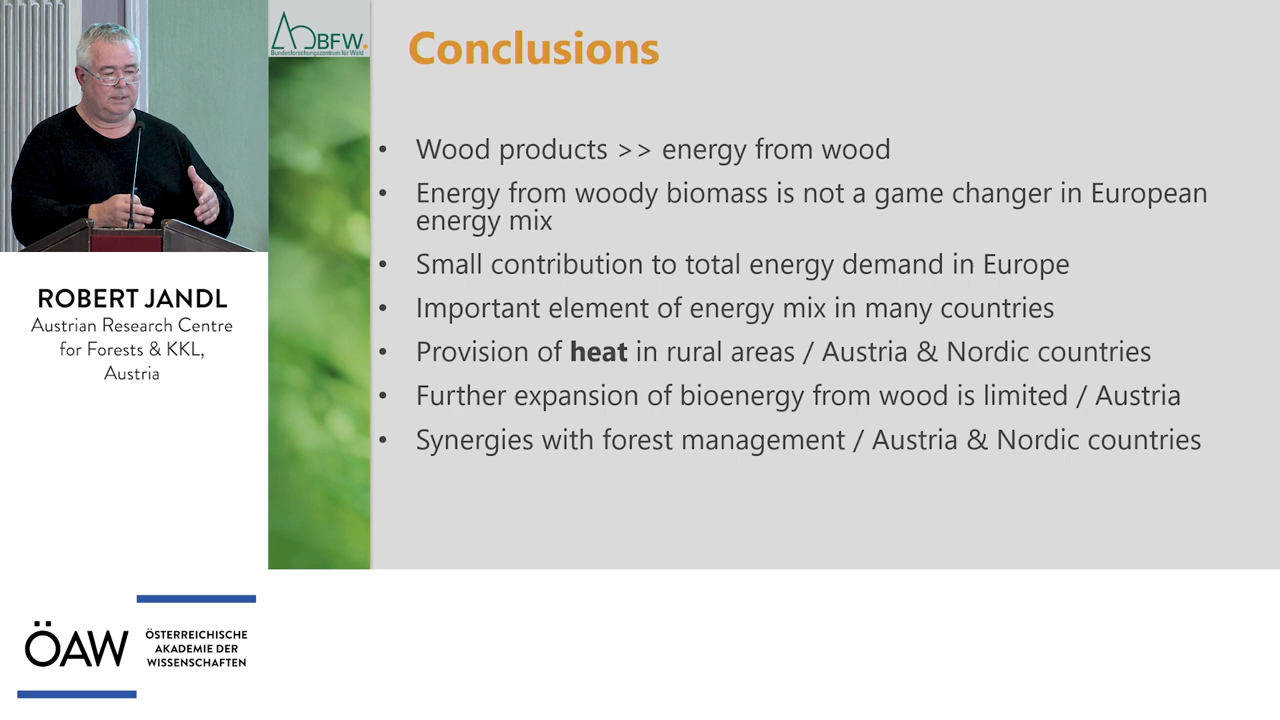 BFW.
Bundesforschungszentrum für Wald
Conclusions
• Wood products >> energy from wood
• Energy from woody biomass is not a game changer in European
energy mix
• Small contribution to total energy demand in Europe
• Important element of energy mix in many countries
• Provision of heat in rural areas / Austria & Nordic countries
• Further expansion of bioenergy from wood is limited / Austria
• Synergies with forest management / Austria & Nordic countries
ROBERT JANDL
Austrian Research Centre
for Forests & KKL,
Austria
ÖAW
ÖSTERREICHISCHE
AKADEMIE DER
WISSENSCHAFTEN